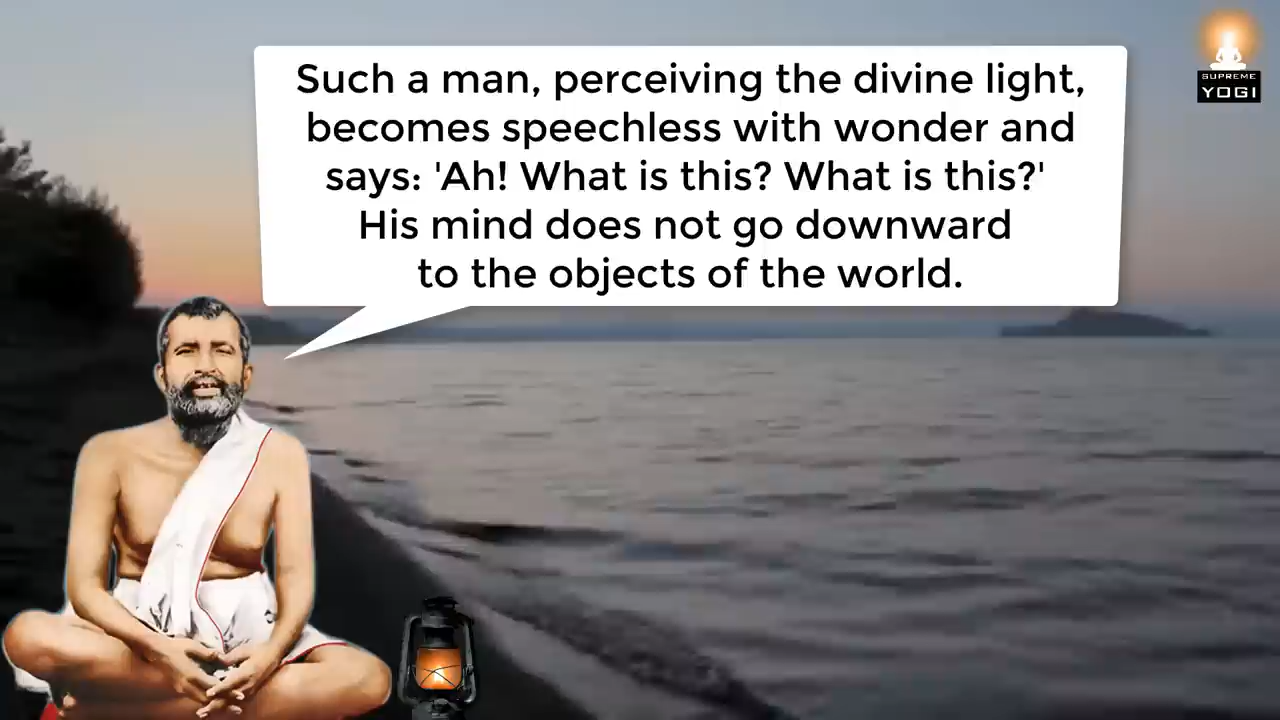 Such a man, perceiving the divine light,
becomes speechless with wonder and
says: 'Ah! What is this? What is this?'
His mind does not go downward
to the objects of the world.
SUPREME
YOGI